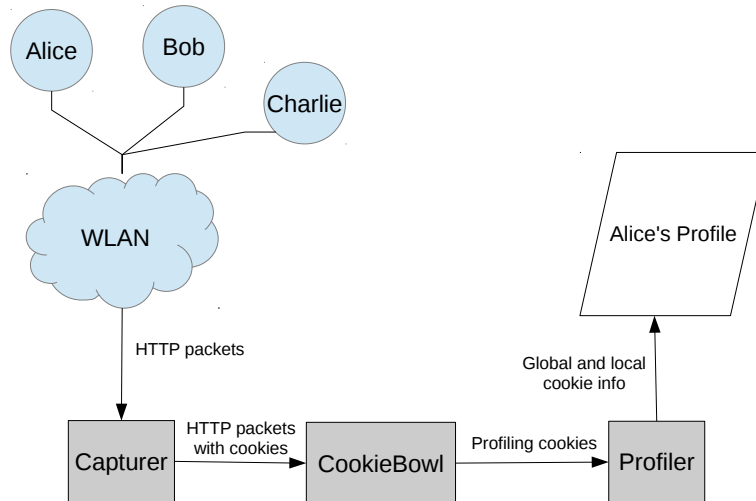 Alice
Bob
Charlie
WLAN
Alice's Profile
HTTP packets
Global and local
cookie info
HTTP packets
with cookies
Profiling cookies
Capturer
CookieBowl
Profiler